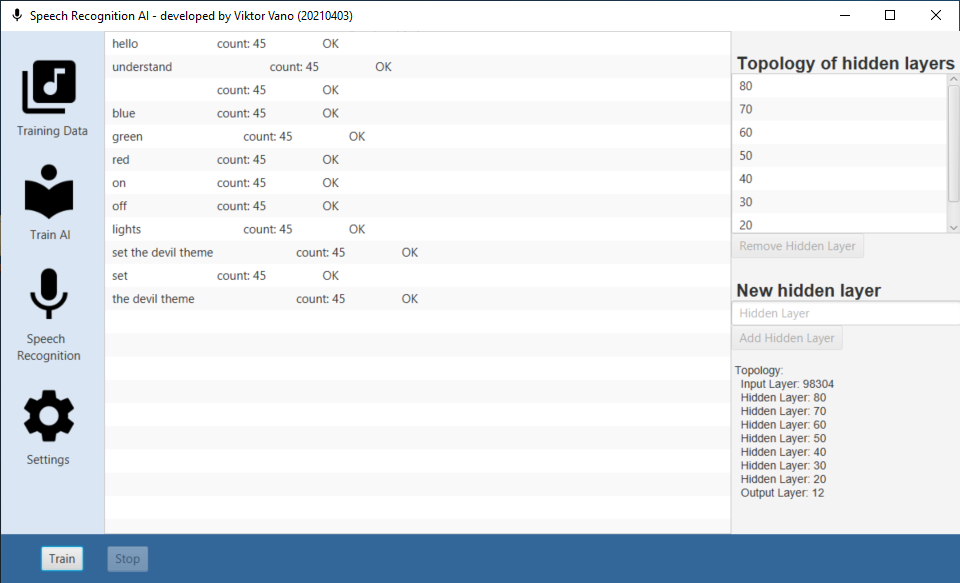 Speech Recognition AI - developed by Viktor Vano (20210403)
Training Data
Train AI
Speech
Recognition
Settings
hello count: 45 OK
understand count: 45 OK
count: 45 OK
blue count: 45 OK
green count: 45 OK
red count: 45 OK
on count: 45 OK
off count: 45 OK
lights count: 45 OK
set the devil theme count: 45 OK
set count: 45 OK
the devil theme count: 45 OK
Topology of hidden layers
80
70
60
50
40
30
20
Remove Hidden Layer
New hidden layer
Hidden Layer
Add Hidden Layer
Topology:
Input Layer: 98304
Hidden Layer: 80
Hidden Layer: 70
Hidden Layer: 60
Hidden Layer: 50
Hidden Layer: 40
Hidden Layer: 30
Hidden Layer: 20
Output Layer: 12
Train Stop